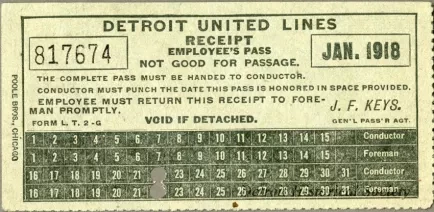 DETROIT UNITED LINES
817674
RECEIPT
EMPLOYEE'S PASS
NOT GOOD FOR PASSAGE.
JAN. 1918
THE COMPLETE PASS MUST BE HANDED TO CONDUCTOR.
CONDUCTOR MUST PUNCH THE DATE THIS PASS IS HONORED IN SPACE PROVIDED.
EMPLOYEE MUST RETURN THIS RECEIPT TO FORE-
MAN PROMPTLY.
J. F. KEYS.
FORM L. T. 2-G
VOID IF DETACHED.
GEN'L PASS'R AGT.
POOLE BROS., CHICAGO
1 2 3 4 5 6 7 8 9 10 11 12 13 14 15 Conductor
1 2 3 4 5 6 7 8 9 10 11 12 13 14 15 Foreman
16 17 18 19 20 21 23 24 25 26 27 28 29 30 31 Conductor
16 17 18 19 20 21 23 24 25 26 27 28 29 30 31 Foreman